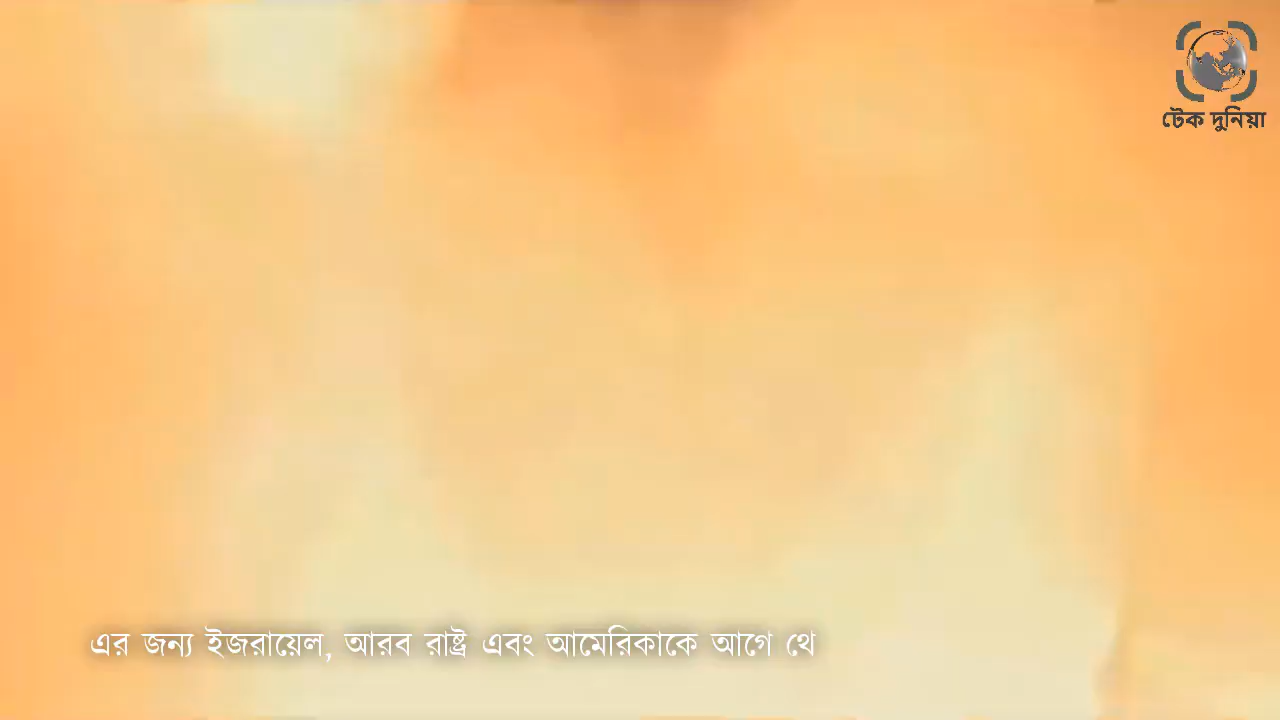 টেক দুনিয়া
এর জন্য ইজরায়েল, আরব রাষ্ট্র এবং আমেরিকাকে আগে থে